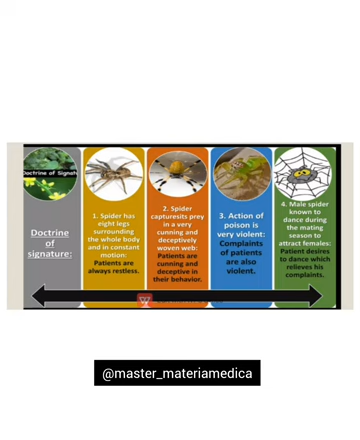 Doctrine of Signat
Doctrine
of
signature:
1. Spider has
eight legs
surrounding
the whole body
and in constant
motion:
Patients are
always restless.
2. Spider
capturesits prey
in a very
cunning and
deceptively
woven web:
Patients are
cunning and
deceptive in
their behavior.
3. Action of
poison is
very violent:
Complaints
of patients
are also
violent.
4. Male spider
known to
dance during
the mating
season to
attract females:
Patient desires
to dance which
relieves his
complaints.
@master_materiamedica